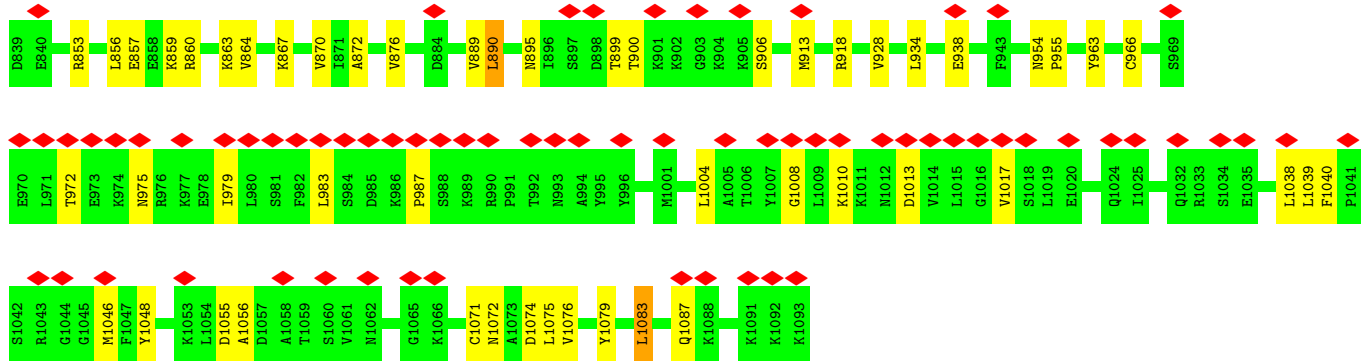 D839 E840 R853 L856 E857 E858 K859 R860 K863 V864 K867 V870 I871 A872 V876 D884 V889 L890 N895 I896 S897 D898 T899 T900 K901 K902 G903 K904 K905 S906 M913 R918 V928 L934 E938 F943 N954 P955 Y963 C966 S969
E970 L971 T972 E973 K974 N975 R976 K977 E978 I979 L980 S981 F982 L983 S984 D985 K986 P987 S988 K989 R990 P991 T992 N993 A994 Y995 Y996 M1001 L1004 A1005 T1006 Y1007 G1008 L1009 K1010 K1011 N1012 D1013 V1014 L1015 G1016 V1017 S1018 L1019 E1020 Q1024 I1025 Q1032 R1033 S1034 E1035 L1038 L1039 F1040 P1041
S1042 R1043 G1044 G1045 M1046 F1047 Y1048 K1053 L1054 D1055 A1056 D1057 A1058 T1059 S1060 V1061 N1062 G1065 K1066 C1071 N1072 A1073 D1074 L1075 V1076 Y1079 L1083 Q1087 K1088 K1091 K1092 K1093